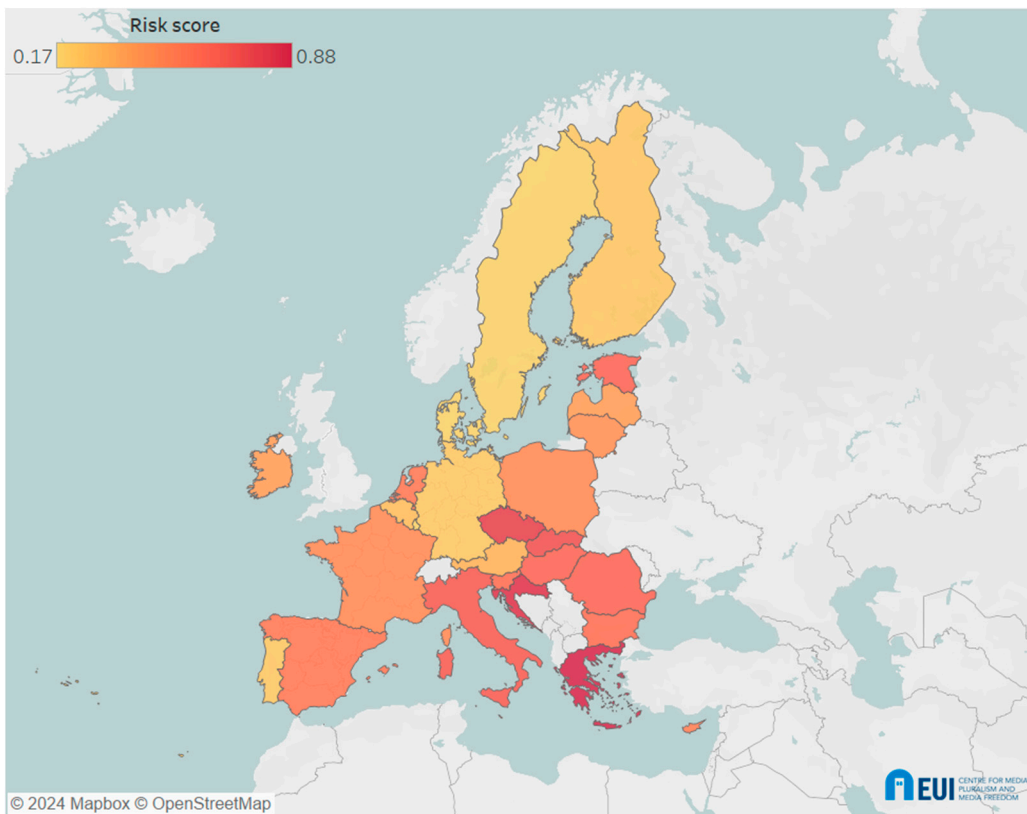 Risk score
0.17 0.88
EUI
CENTRE FOR MEDIA
PLURALISM AND
MEDIA FREEDOM
© 2024 Mapbox © OpenStreetMap